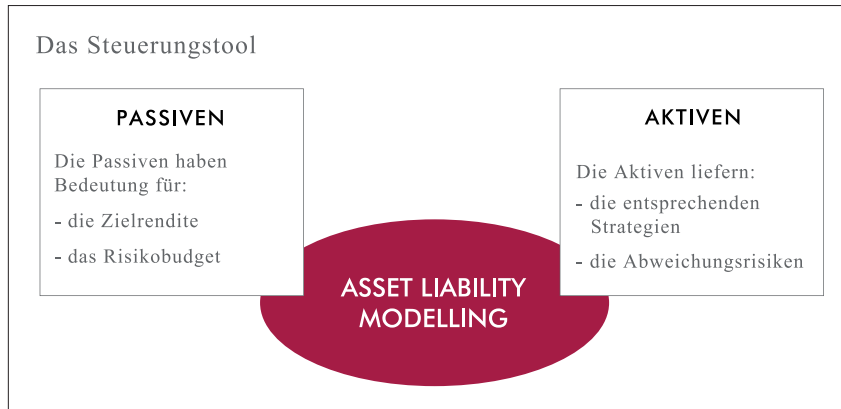 Das Steuerungstool
PASSIVEN
Die Passiven haben
Bedeutung für:
- die Zielrendite
- das Risikobudget
AKTIVEN
Die Aktiven liefern:
- die entsprechenden
Strategien
- die Abweichungsrisiken
ASSET LIABILITY
MODELLING